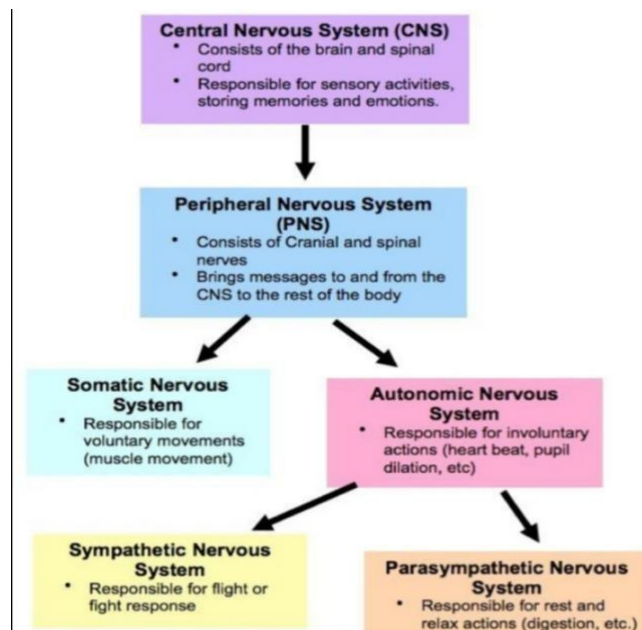 Central Nervous System (CNS)
• Consists of the brain and spinal
cord
• Responsible for sensory activities,
storing memories and emotions.
Peripheral Nervous System
(PNS)
• Consists of Cranial and spinal
nerves
• Brings messages to and from the
CNS to the rest of the body
Somatic Nervous
System
• Responsible for
voluntary movements
(muscle movement)
Autonomic Nervous
System
• Responsible for involuntary
actions (heart beat, pupil
dilation, etc)
Sympathetic Nervous
System
• Responsible for flight or
fight response
Parasympathetic Nervous
System
• Responsible for rest and
relax actions (digestion, etc.)